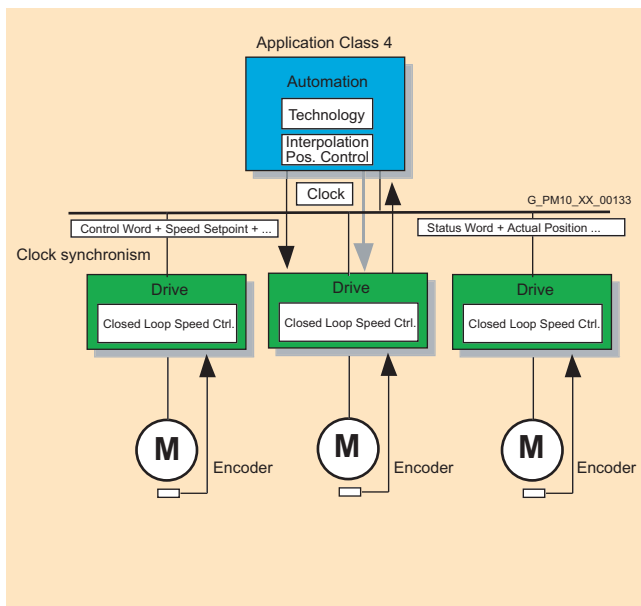 Application Class 4
Automation
Technology
Interpolation
Pos. Control
Clock
G_PM10_XX_00133
Control Word + Speed Setpoint + ...
Status Word + Actual Position ...
Clock synchronism
Drive
Closed Loop Speed Ctrl.
Drive
Closed Loop Speed Ctrl.
Drive
Closed Loop Speed Ctrl.
M
Encoder
M
Encoder
M
Encoder